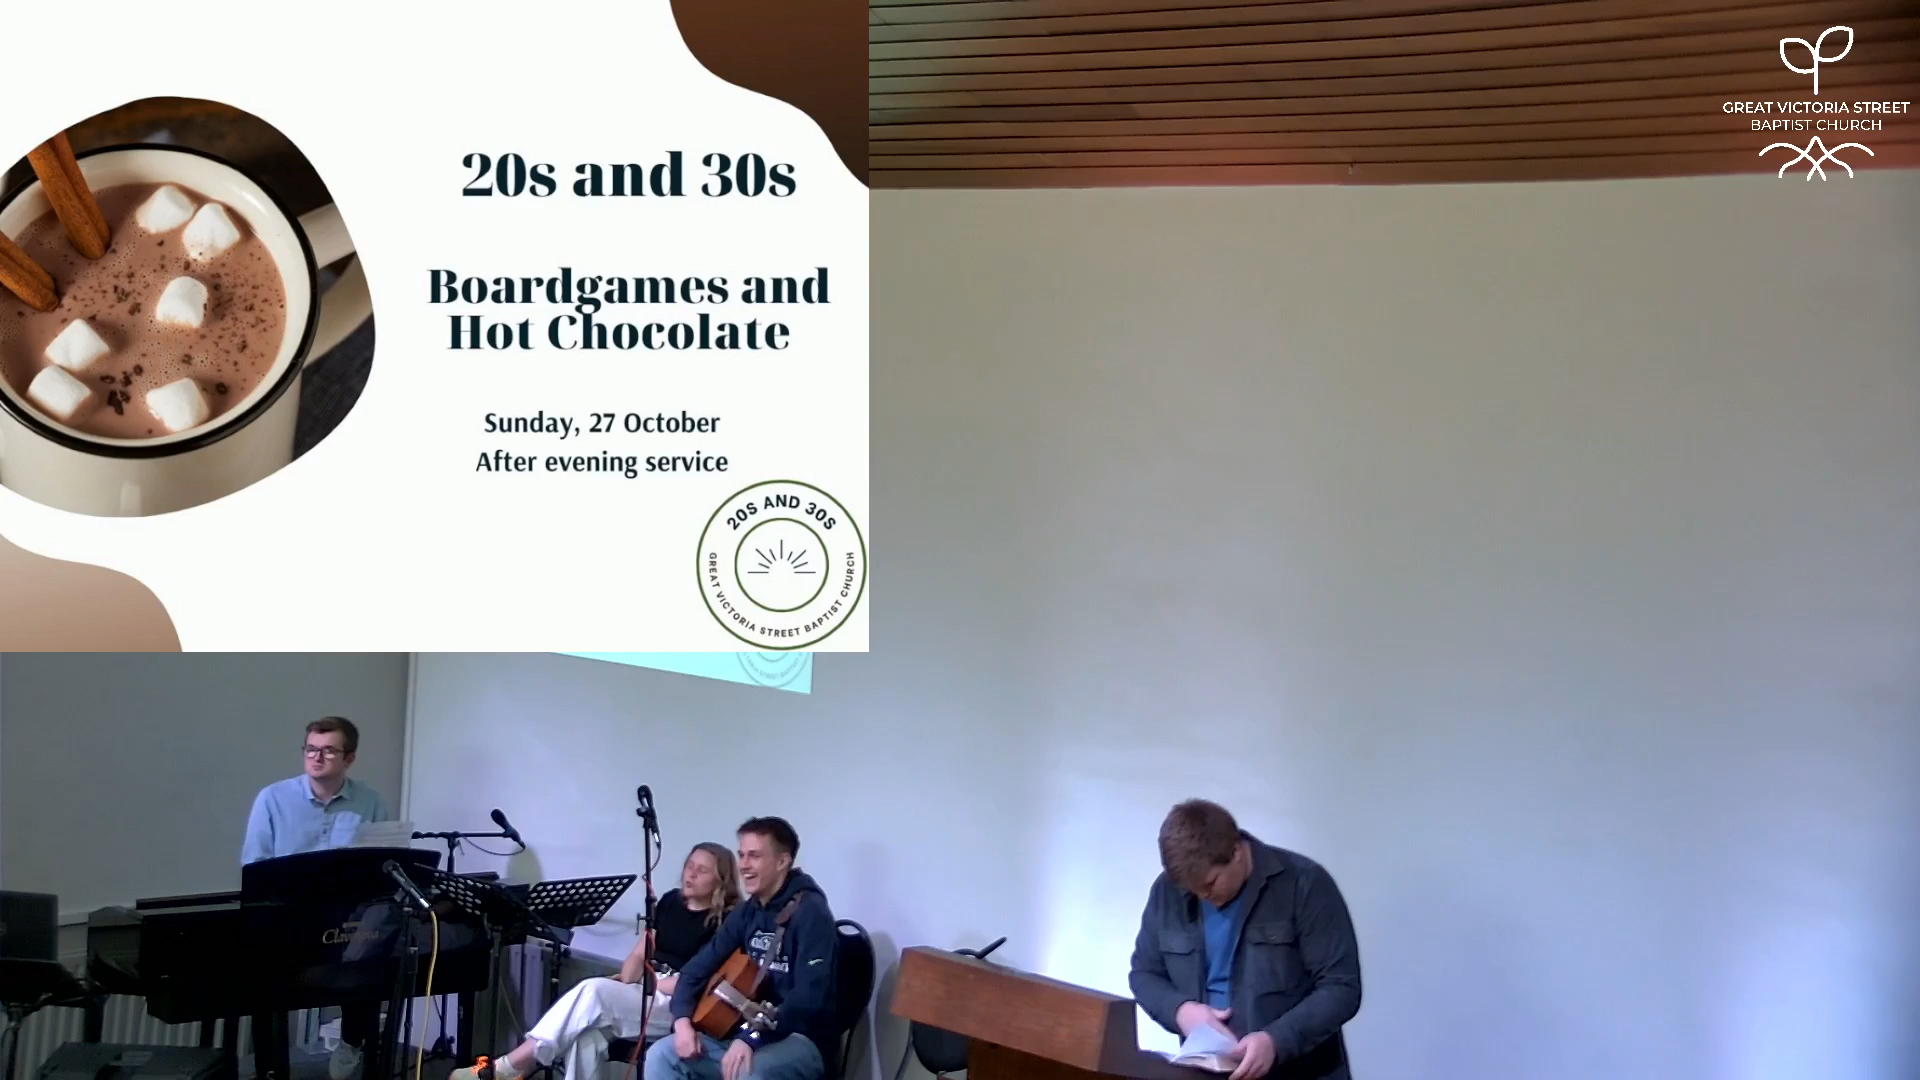 20s and 30s
Boardgames and
Hot Chocolate
Sunday, 27 October
After evening service
20S AND 30S
GREAT VICTORIA STREET BAPTIST CHURCH
GREAT VICTORIA STREET
BAPTIST CHURCH
Clavinova